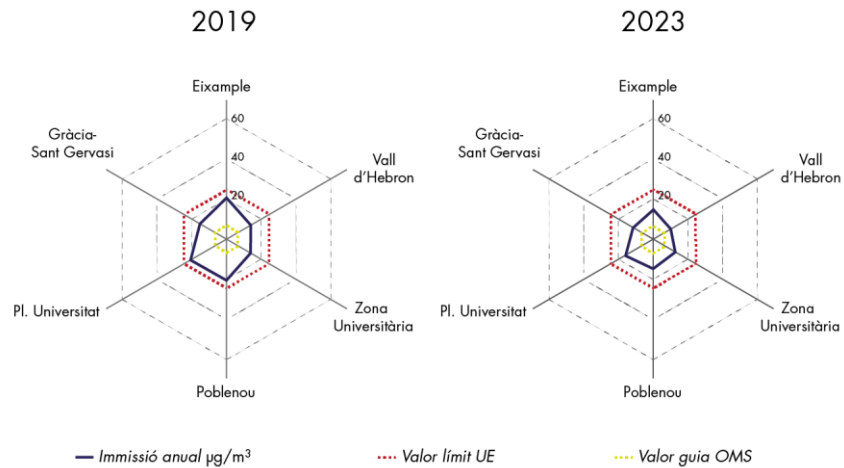 2019
Eixample
60
40
20
Gràcia-
Sant Gervasi
Vall
d'Hebron
Pl. Universitat
Zona
Universitària
Poblenou
2023
Eixample
60
40
20
Gràcia-
Sant Gervasi
Vall
d'Hebron
Pl. Universitat
Zona
Universitària
Poblenou
Immissió anual µg/m³
Valor límit UE
Valor guia OMS